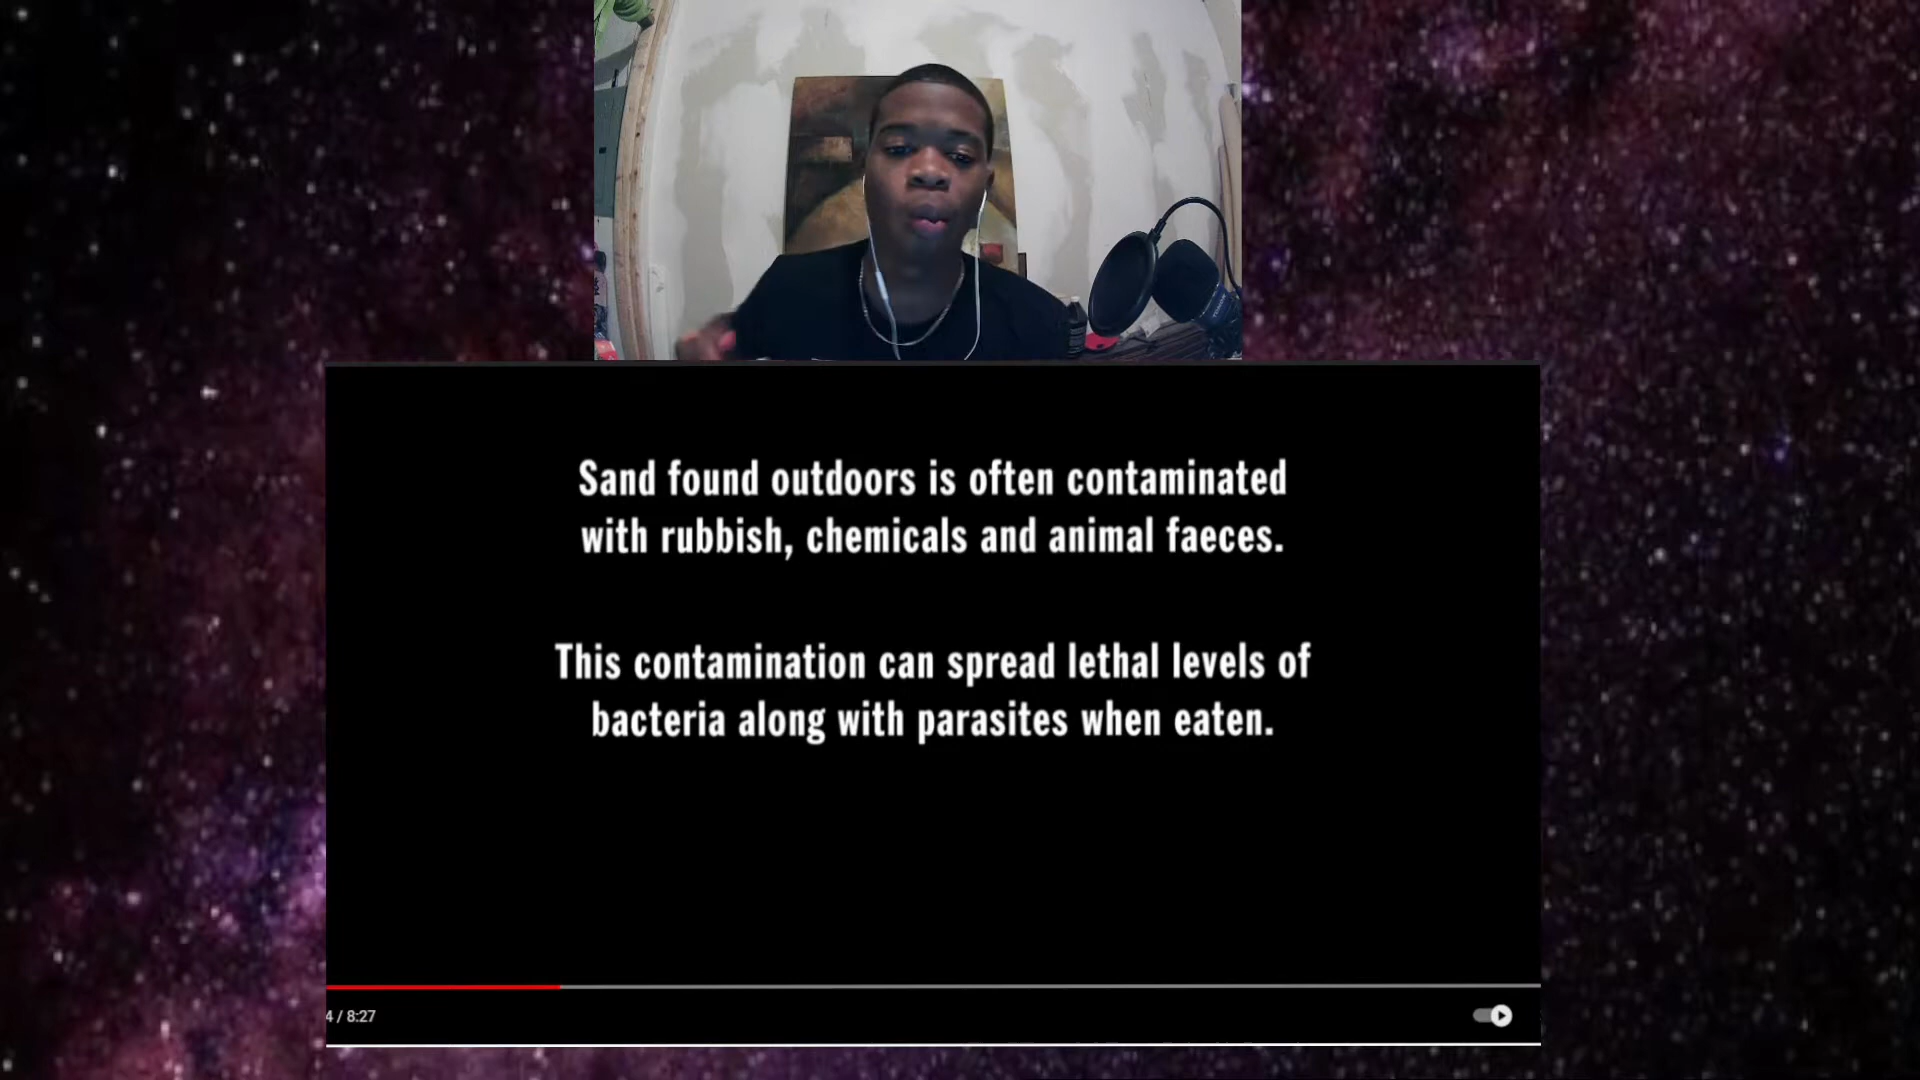 Sand found outdoors is often contaminated
with rubbish, chemicals and animal faeces.
This contamination can spread lethal levels of
bacteria along with parasites when eaten.
4 / 8:27